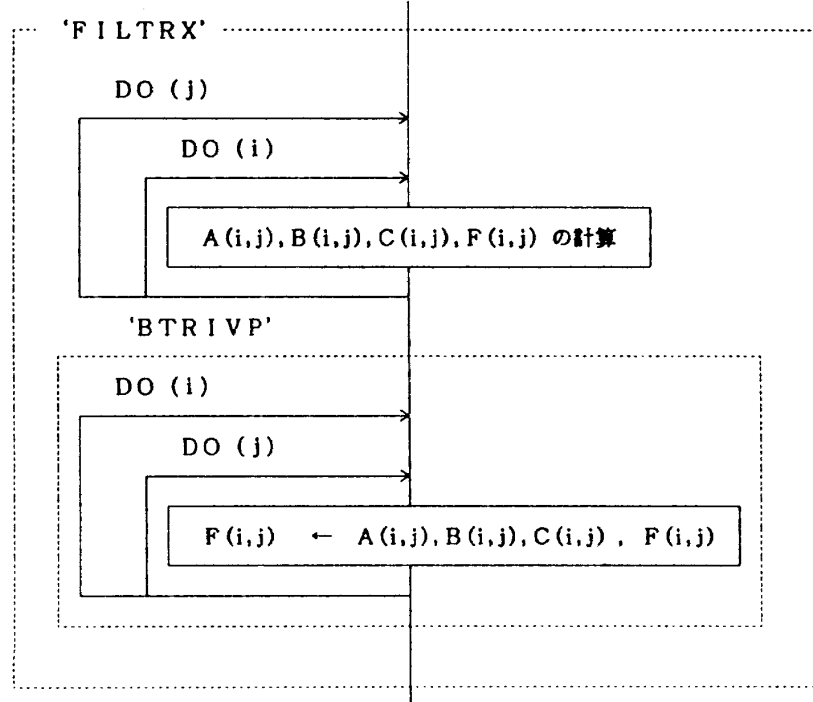 'FILTRX'
DO (j)
DO (i)
A(i,j),B(i,j),C(i,j),F(i,j) の計算
'BTRIVP'
DO (i)
DO (j)
F(i,j) ← A(i,j),B(i,j),C(i,j) , F(i,j)